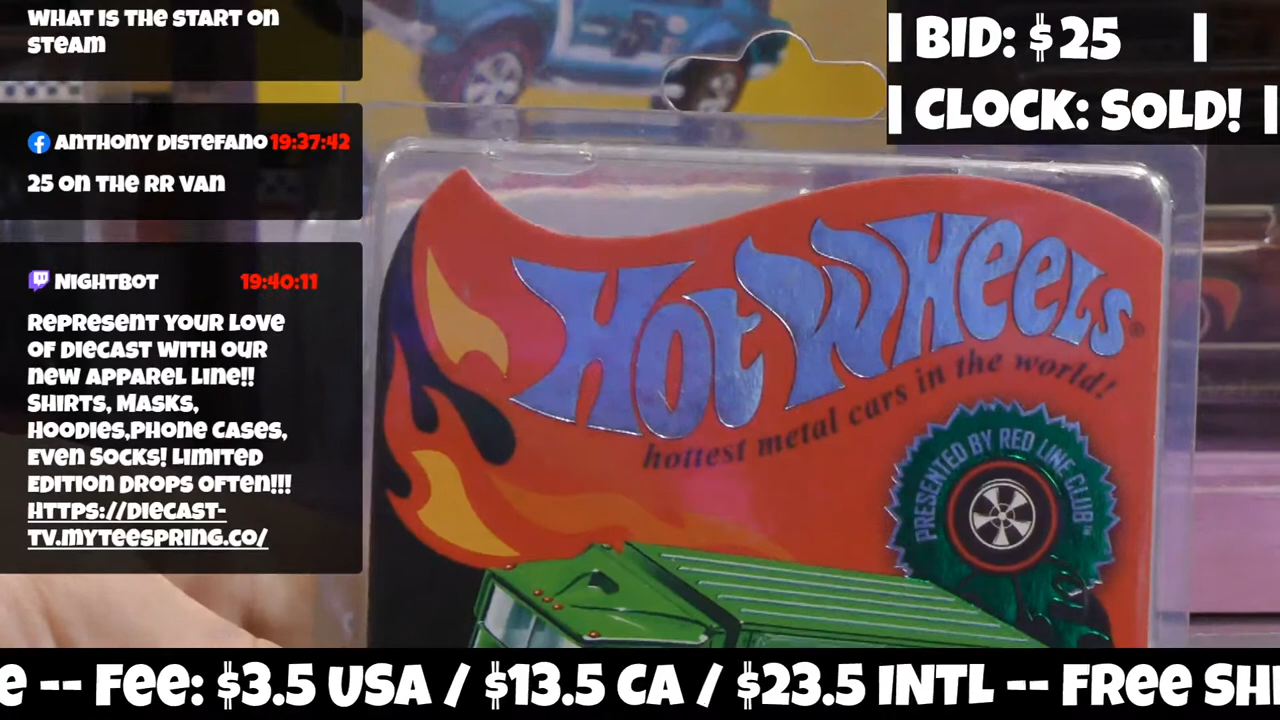 WHAT IS THE START ON
STEAM
ANTHONY DISTEFANO 19:37:42
25 ON THE RR VAN
NIGHTBOT 19:40:11
REPRESENT YOUR LOVE
OF DIECAST WITH OUR
NEW APPAREL LINE!!
SHIRTS, MASKS,
HOODIES,PHONE CASES,
EVEN SOCKS! LIMITED
EDITION DROPS OFTEN!!!
HTTPS://DIECAST-
TV.MYTEESPRING.CO/
| BID: $25 |
| CLOCK: SOLD! |
HOT WHEELS®
hottest metal cars in the world!
PRESENTED BY RED LINE CLUB™
e -- Fee: $3.5 USA / $13.5 CA / $23.5 INTL -- FREE SH